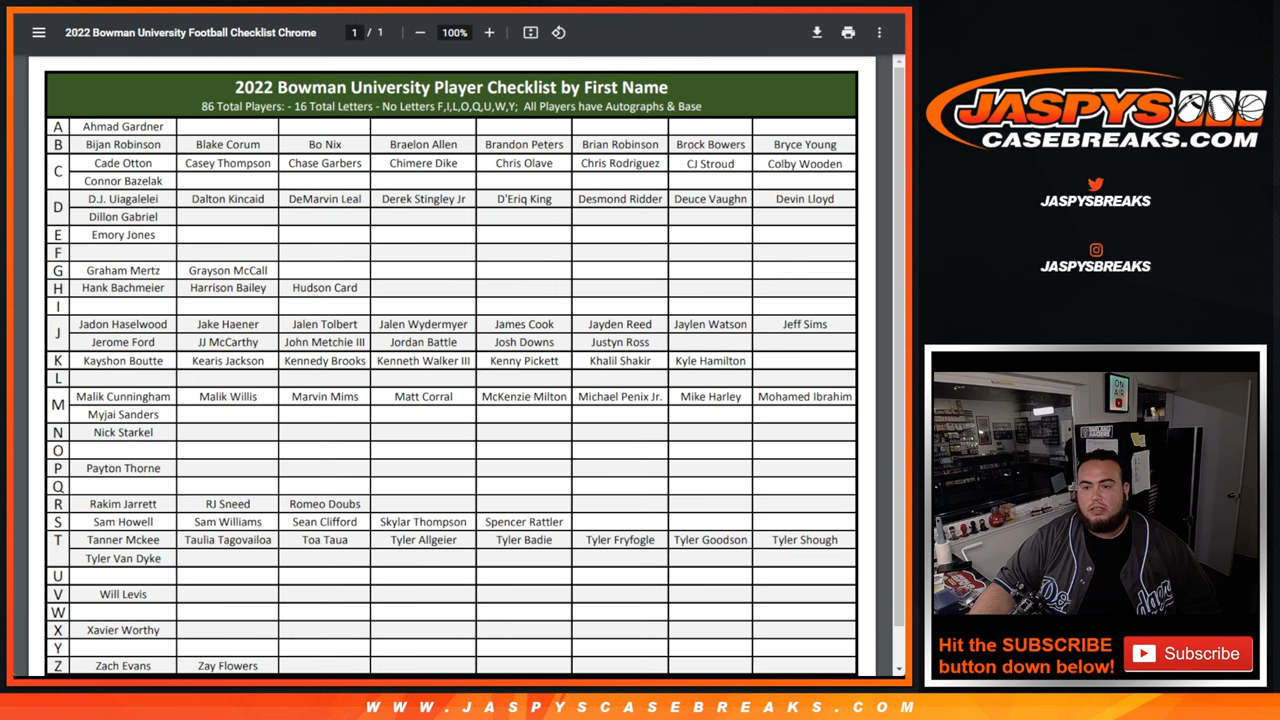 2022 Bowman University Football Checklist Chrome 1 / 1 100%
2022 Bowman University Player Checklist by First Name
86 Total Players: - 16 Total Letters - No Letters F,I,L,O,Q,U,W,Y; All Players have Autographs & Base
A Ahmad Gardner
B Bijan Robinson Blake Corum Bo Nix Braelon Allen Brandon Peters Brian Robinson Brock Bowers Bryce Young
C Cade Otton Casey Thompson Chase Garbers Chimere Dike Chris Olave Chris Rodriguez CJ Stroud Colby Wooden
Connor Bazelak
D D.J. Uiagalelei Dalton Kincaid DeMarvin Leal Derek Stingley Jr D'Eriq King Desmond Ridder Deuce Vaughn Devin Lloyd
Dillon Gabriel
E Emory Jones
F
G Graham Mertz Grayson McCall
H Hank Bachmeier Harrison Bailey Hudson Card
I
J Jadon Haselwood Jake Haener Jalen Tolbert Jalen Wydermyer James Cook Jayden Reed Jaylen Watson Jeff Sims
Jerome Ford JJ McCarthy John Metchie III Jordan Battle Josh Downs Justyn Ross
K Kayshon Boutte Kearis Jackson Kennedy Brooks Kenneth Walker III Kenny Pickett Khalil Shakir Kyle Hamilton
L
M Malik Cunningham Malik Willis Marvin Mims Matt Corral McKenzie Milton Michael Penix Jr. Mike Harley Mohamed Ibrahim
Myjai Sanders
N Nick Starkel
O
P Payton Thorne
Q
R Rakim Jarrett RJ Sneed Romeo Doubs
S Sam Howell Sam Williams Sean Clifford Skylar Thompson Spencer Rattler
T Tanner Mckee Taulia Tagovailoa Toa Taua Tyler Allgeier Tyler Badie Tyler Fryfogle Tyler Goodson Tyler Shough
Tyler Van Dyke
U
V Will Levis
W
X Xavier Worthy
Y
Z Zach Evans Zay Flowers
JASPYS
CASEBREAKS.COM
JASPYSBREAKS
JASPYSBREAKS
ON
AIR
Hit the SUBSCRIBE
button down below!
Subscribe
WWW.JASPYSCASEBREAKS.COM